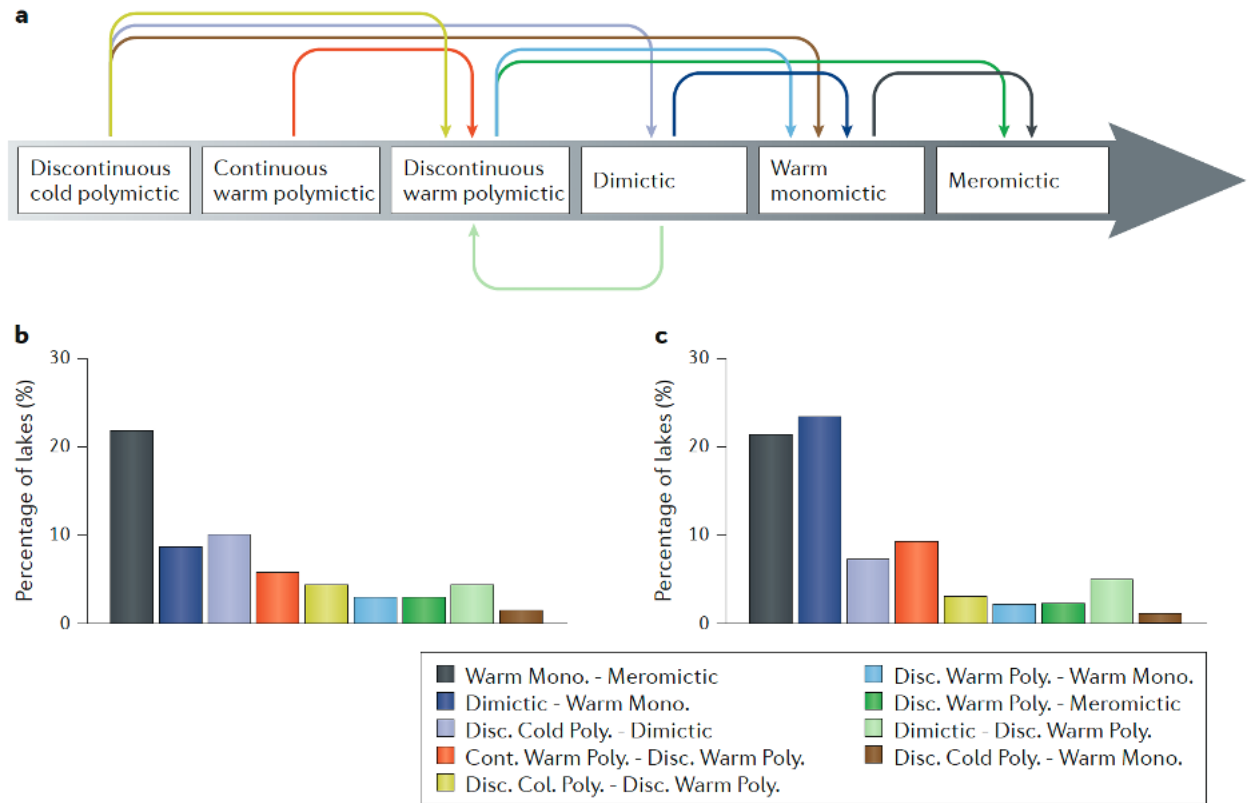 a
Discontinuous
cold polymictic
Continuous
warm polymictic
Discontinuous
warm polymictic
Dimictic
Warm
monomictic
Meromictic
b
Percentage of lakes (%)
30
20
10
0
c
Percentage of lakes (%)
30
20
10
0
Warm Mono. - Meromictic
Dimictic - Warm Mono.
Disc. Cold Poly. - Dimictic
Cont. Warm Poly. - Disc. Warm Poly.
Disc. Col. Poly. - Disc. Warm Poly.
Disc. Warm Poly. - Warm Mono.
Disc. Warm Poly. - Meromictic
Dimictic - Disc. Warm Poly.
Disc. Cold Poly. - Warm Mono.